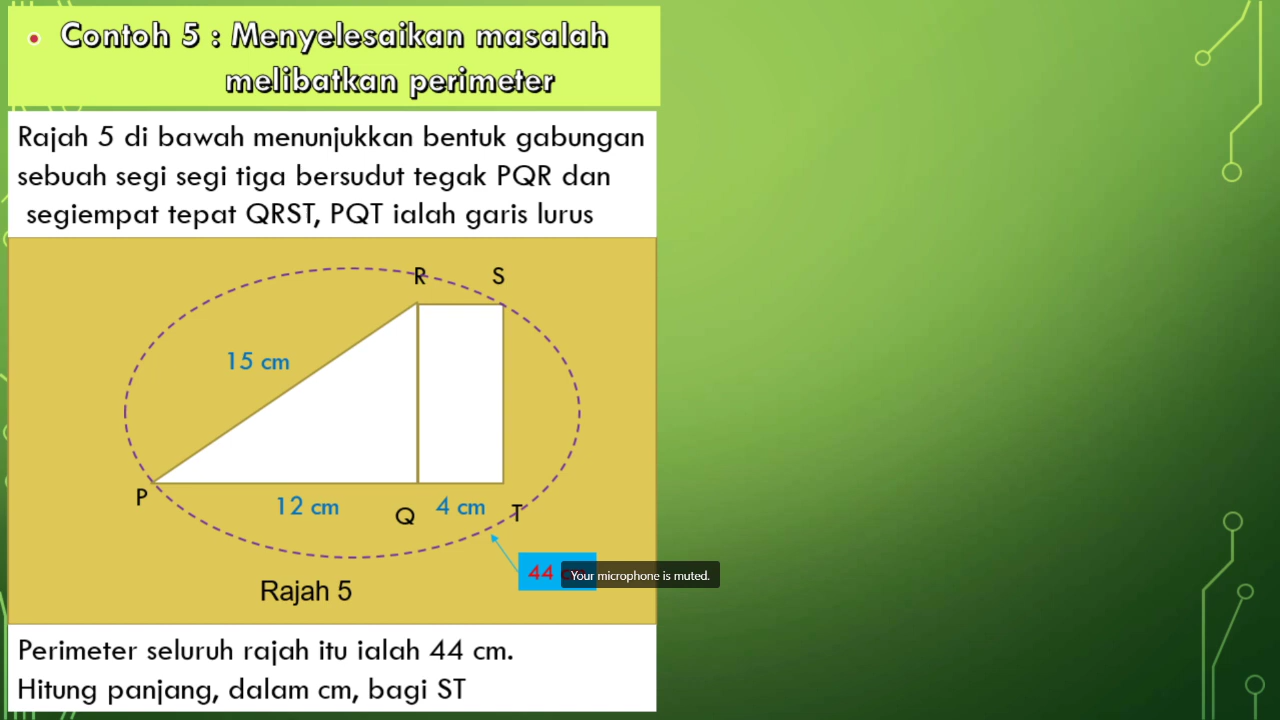 • Contoh 5 : Menyelesaikan masalah
melibatkan perimeter
Rajah 5 di bawah menunjukkan bentuk gabungan
sebuah segi segi tiga bersudut tegak PQR dan
segiempat tepat QRST, PQT ialah garis lurus
R S
15 cm
P 12 cm Q 4 cm T
44
Your microphone is muted.
Rajah 5
Perimeter seluruh rajah itu ialah 44 cm.
Hitung panjang, dalam cm, bagi ST